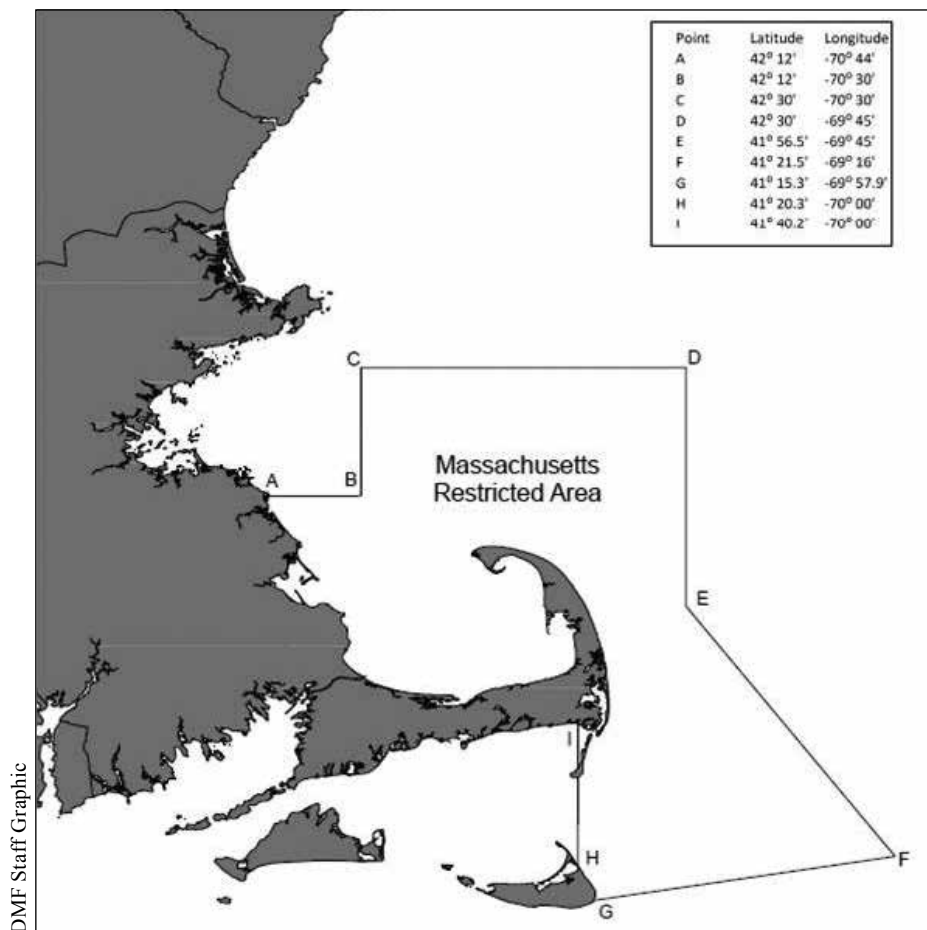 Point Latitude Longitude
A 42° 12' -70° 44'
B 42° 12' -70° 30'
C 42° 30' -70° 30'
D 42° 30' -69° 45'
E 41° 56.5' -69° 45'
F 41° 21.5' -69° 16'
G 41° 15.3' -69° 57.9'
H 41° 20.3' -70° 00'
I 41° 40.2' -70° 00'
C
D
Massachusetts
Restricted Area
A
B
E
I
H
F
G
DMF Staff Graphic